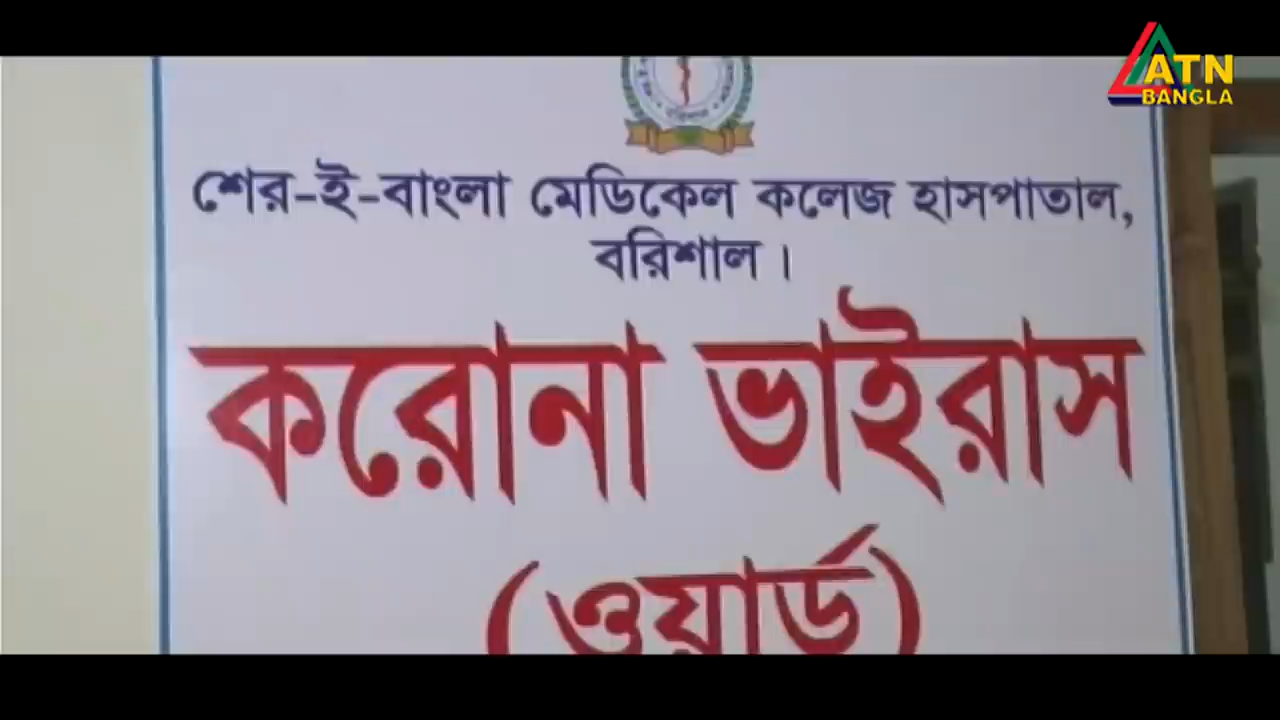 ATN
BANGLA
শের-ই-বাংলা মেডিকেল কলেজ হাসপাতাল,
বরিশাল।
করোনা ভাইরাস
(ওয়ার্ড)